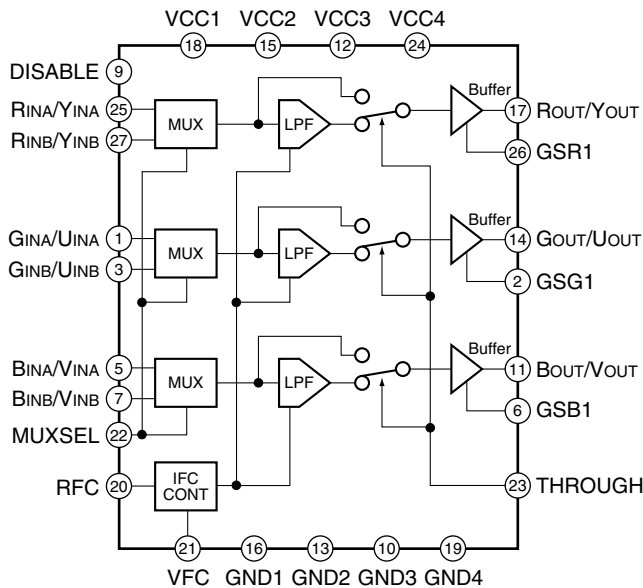 VCC1 VCC2 VCC3 VCC4
18 15 12 24
DISABLE 9
RINA/YINA 25
RINB/YINB 27
MUX
LPF
Buffer
17 ROUT/YOUT
26 GSR1
GINA/UINA 1
GINB/UINB 3
MUX
LPF
Buffer
14 GOUT/UOUT
2 GSG1
BINA/VINA 5
BINB/VINB 7
MUX
LPF
Buffer
11 BOUT/VOUT
6 GSB1
MUXSEL 22
RFC 20
IFC
CONT
23 THROUGH
21 16 13 10 19
VFC GND1 GND2 GND3 GND4